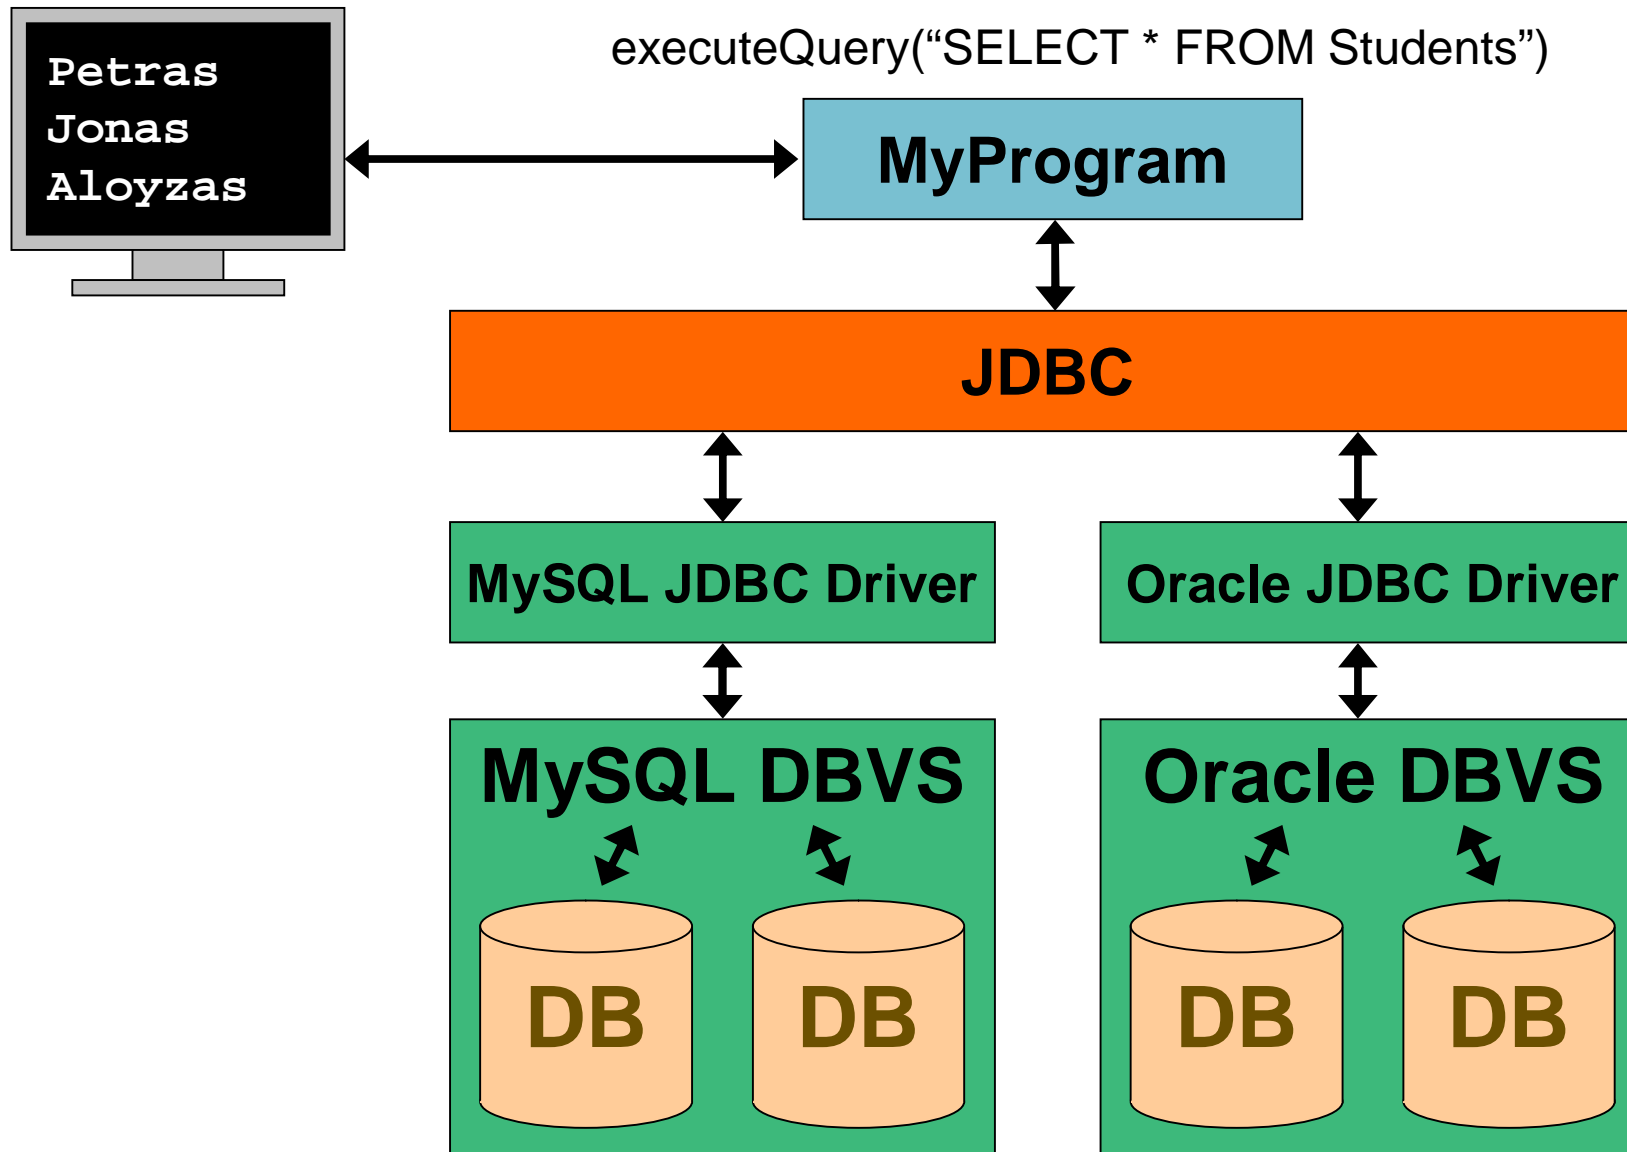 Petras
Jonas
Aloyzas
executeQuery(“SELECT * FROM Students”)
MyProgram
JDBC
MySQL JDBC Driver
Oracle JDBC Driver
MySQL DBVS
Oracle DBVS
DB
DB
DB
DB